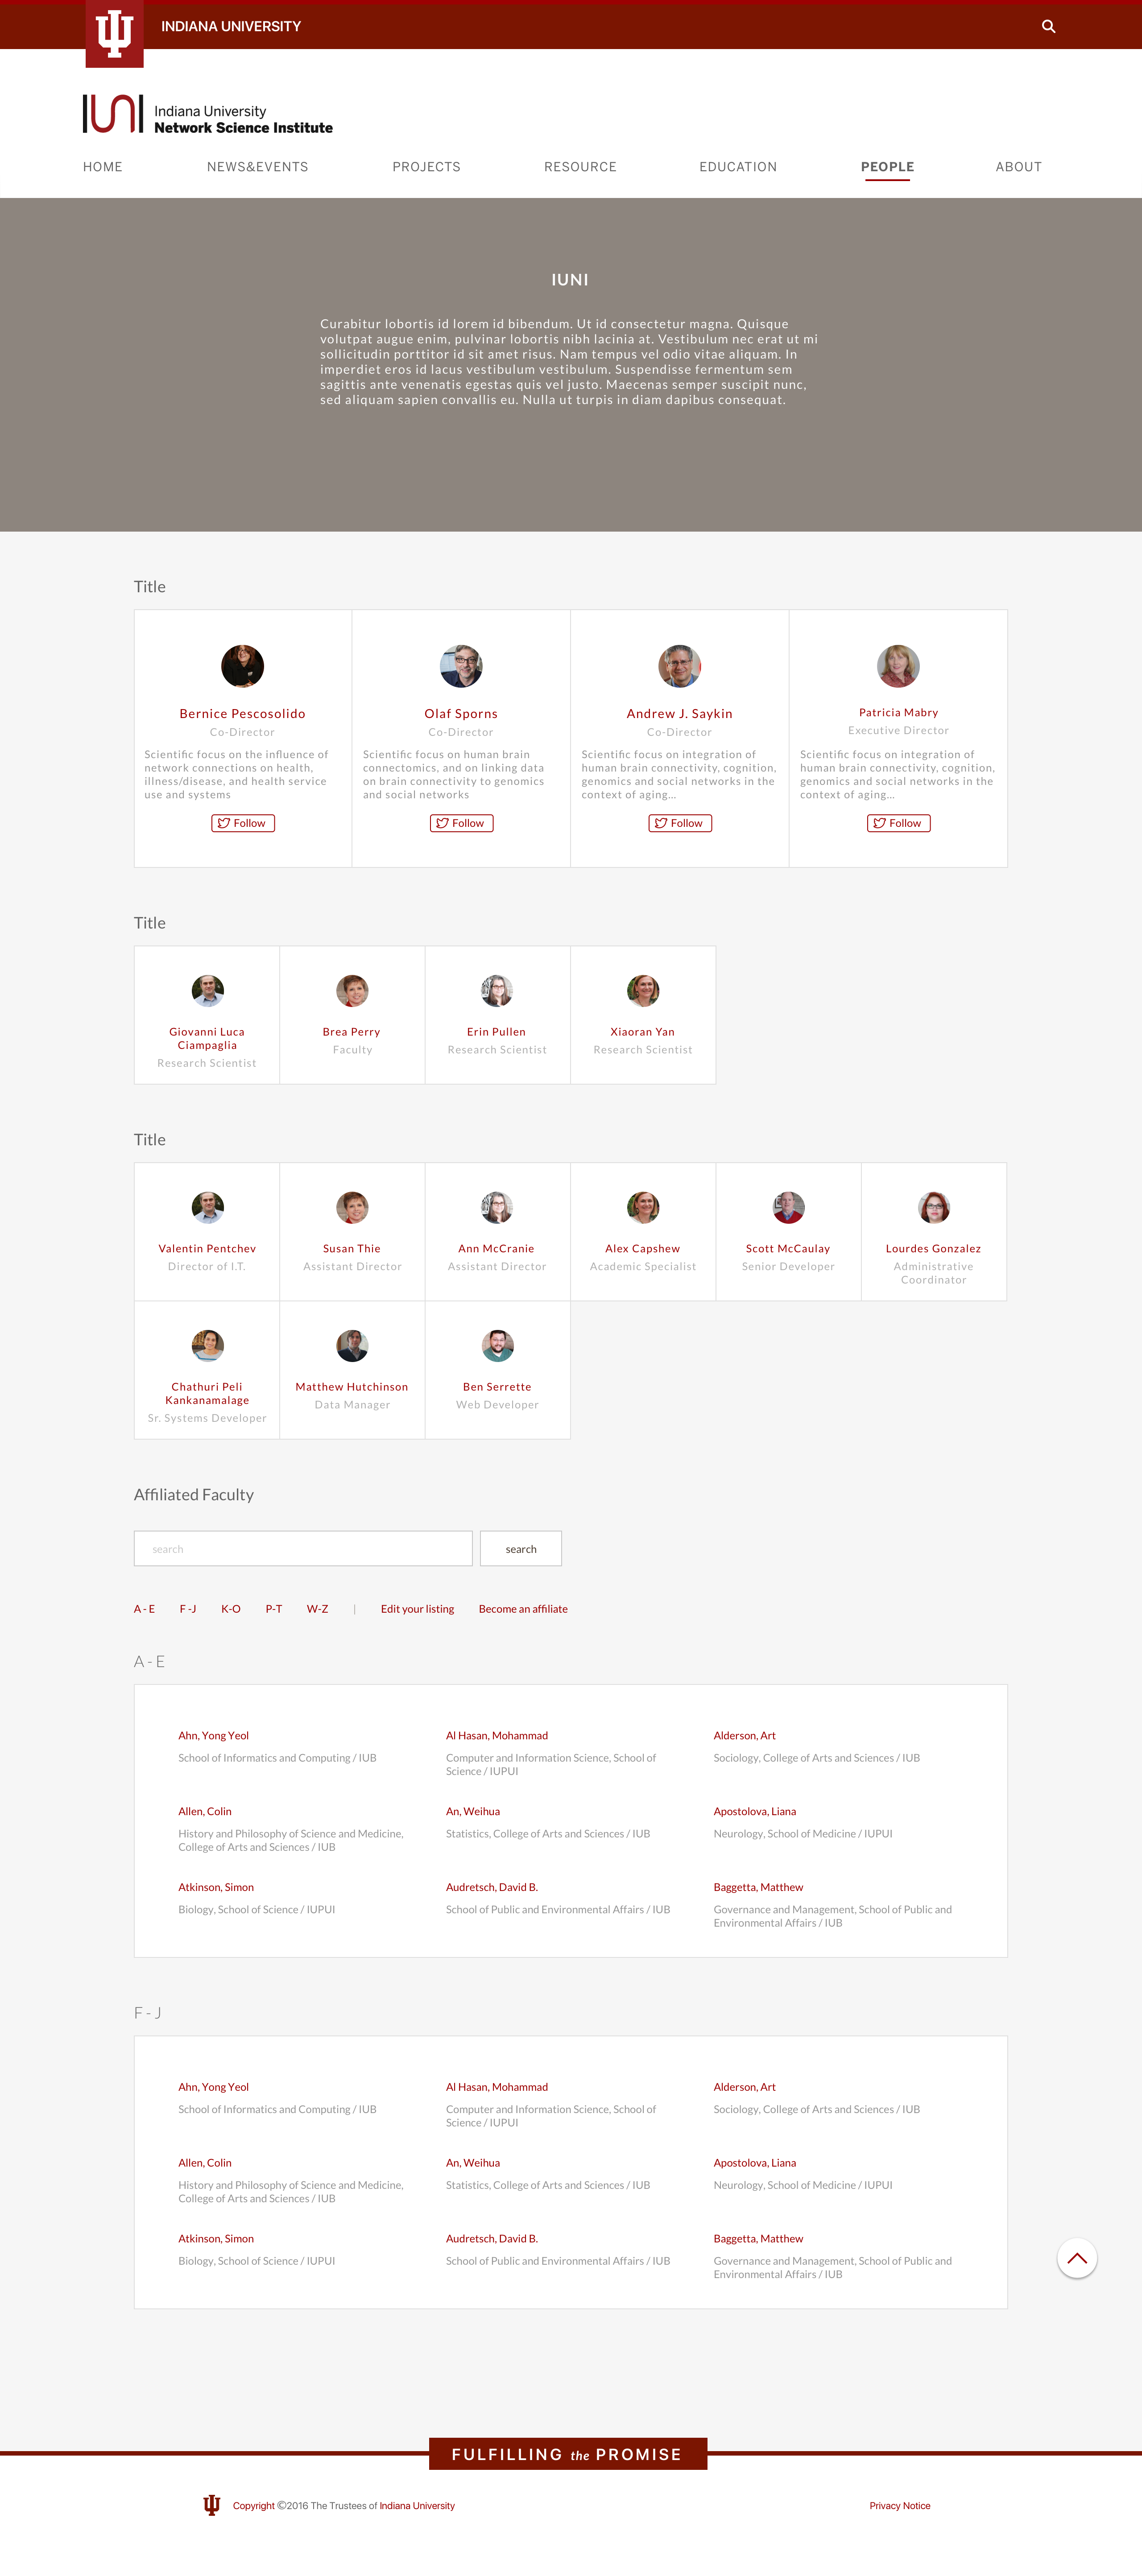 INDIANA UNIVERSITY
IUNI Indiana University
Network Science Institute
HOME NEWS&EVENTS PROJECTS RESOURCE EDUCATION PEOPLE ABOUT
IUNI
Curabitur lobortis id lorem id bibendum. Ut id consectetur magna. Quisque
volutpat augue enim, pulvinar lobortis nibh lacinia at. Vestibulum nec erat ut mi
sollicitudin porttitor id sit amet risus. Nam tempus vel odio vitae aliquam. In
imperdiet eros id lacus vestibulum vestibulum. Suspendisse fermentum sem
sagittis ante venenatis egestas quis vel justo. Maecenas semper suscipit nunc,
sed aliquam sapien convallis eu. Nulla ut turpis in diam dapibus consequat.
Title
Bernice Pescosolido
Co-Director
Scientific focus on the influence of
network connections on health,
illness/disease, and health service
use and systems
Follow
Olaf Sporns
Co-Director
Scientific focus on human brain
connectomics, and on linking data
on brain connectivity to genomics
and social networks
Follow
Andrew J. Saykin
Co-Director
Scientific focus on integration of
human brain connectivity, cognition,
genomics and social networks in the
context of aging...
Follow
Patricia Mabry
Executive Director
Scientific focus on integration of
human brain connectivity, cognition,
genomics and social networks in the
context of aging...
Follow
Title
Giovanni Luca
Ciampaglia
Research Scientist
Brea Perry
Faculty
Erin Pullen
Research Scientist
Xiaoran Yan
Research Scientist
Title
Valentin Pentchev
Director of I.T.
Susan Thie
Assistant Director
Ann McCranie
Assistant Director
Alex Capshew
Academic Specialist
Scott McCaulay
Senior Developer
Lourdes Gonzalez
Administrative
Coordinator
Chathuri Peli
Kankanamalage
Sr. Systems Developer
Matthew Hutchinson
Data Manager
Ben Serrette
Web Developer
Affiliated Faculty
search
search
A - E F -J K-O P-T W-Z | Edit your listing Become an affiliate
A - E
Ahn, Yong Yeol
School of Informatics and Computing / IUB
Al Hasan, Mohammad
Computer and Information Science, School of
Science / IUPUI
Alderson, Art
Sociology, College of Arts and Sciences / IUB
Allen, Colin
History and Philosophy of Science and Medicine,
College of Arts and Sciences / IUB
An, Weihua
Statistics, College of Arts and Sciences / IUB
Apostolova, Liana
Neurology, School of Medicine / IUPUI
Atkinson, Simon
Biology, School of Science / IUPUI
Audretsch, David B.
School of Public and Environmental Affairs / IUB
Baggetta, Matthew
Governance and Management, School of Public and
Environmental Affairs / IUB
F - J
Ahn, Yong Yeol
School of Informatics and Computing / IUB
Al Hasan, Mohammad
Computer and Information Science, School of
Science / IUPUI
Alderson, Art
Sociology, College of Arts and Sciences / IUB
Allen, Colin
History and Philosophy of Science and Medicine,
College of Arts and Sciences / IUB
An, Weihua
Statistics, College of Arts and Sciences / IUB
Apostolova, Liana
Neurology, School of Medicine / IUPUI
Atkinson, Simon
Biology, School of Science / IUPUI
Audretsch, David B.
School of Public and Environmental Affairs / IUB
Baggetta, Matthew
Governance and Management, School of Public and
Environmental Affairs / IUB
FULFILLING the PROMISE
Copyright ©2016 The Trustees of Indiana University
Privacy Notice